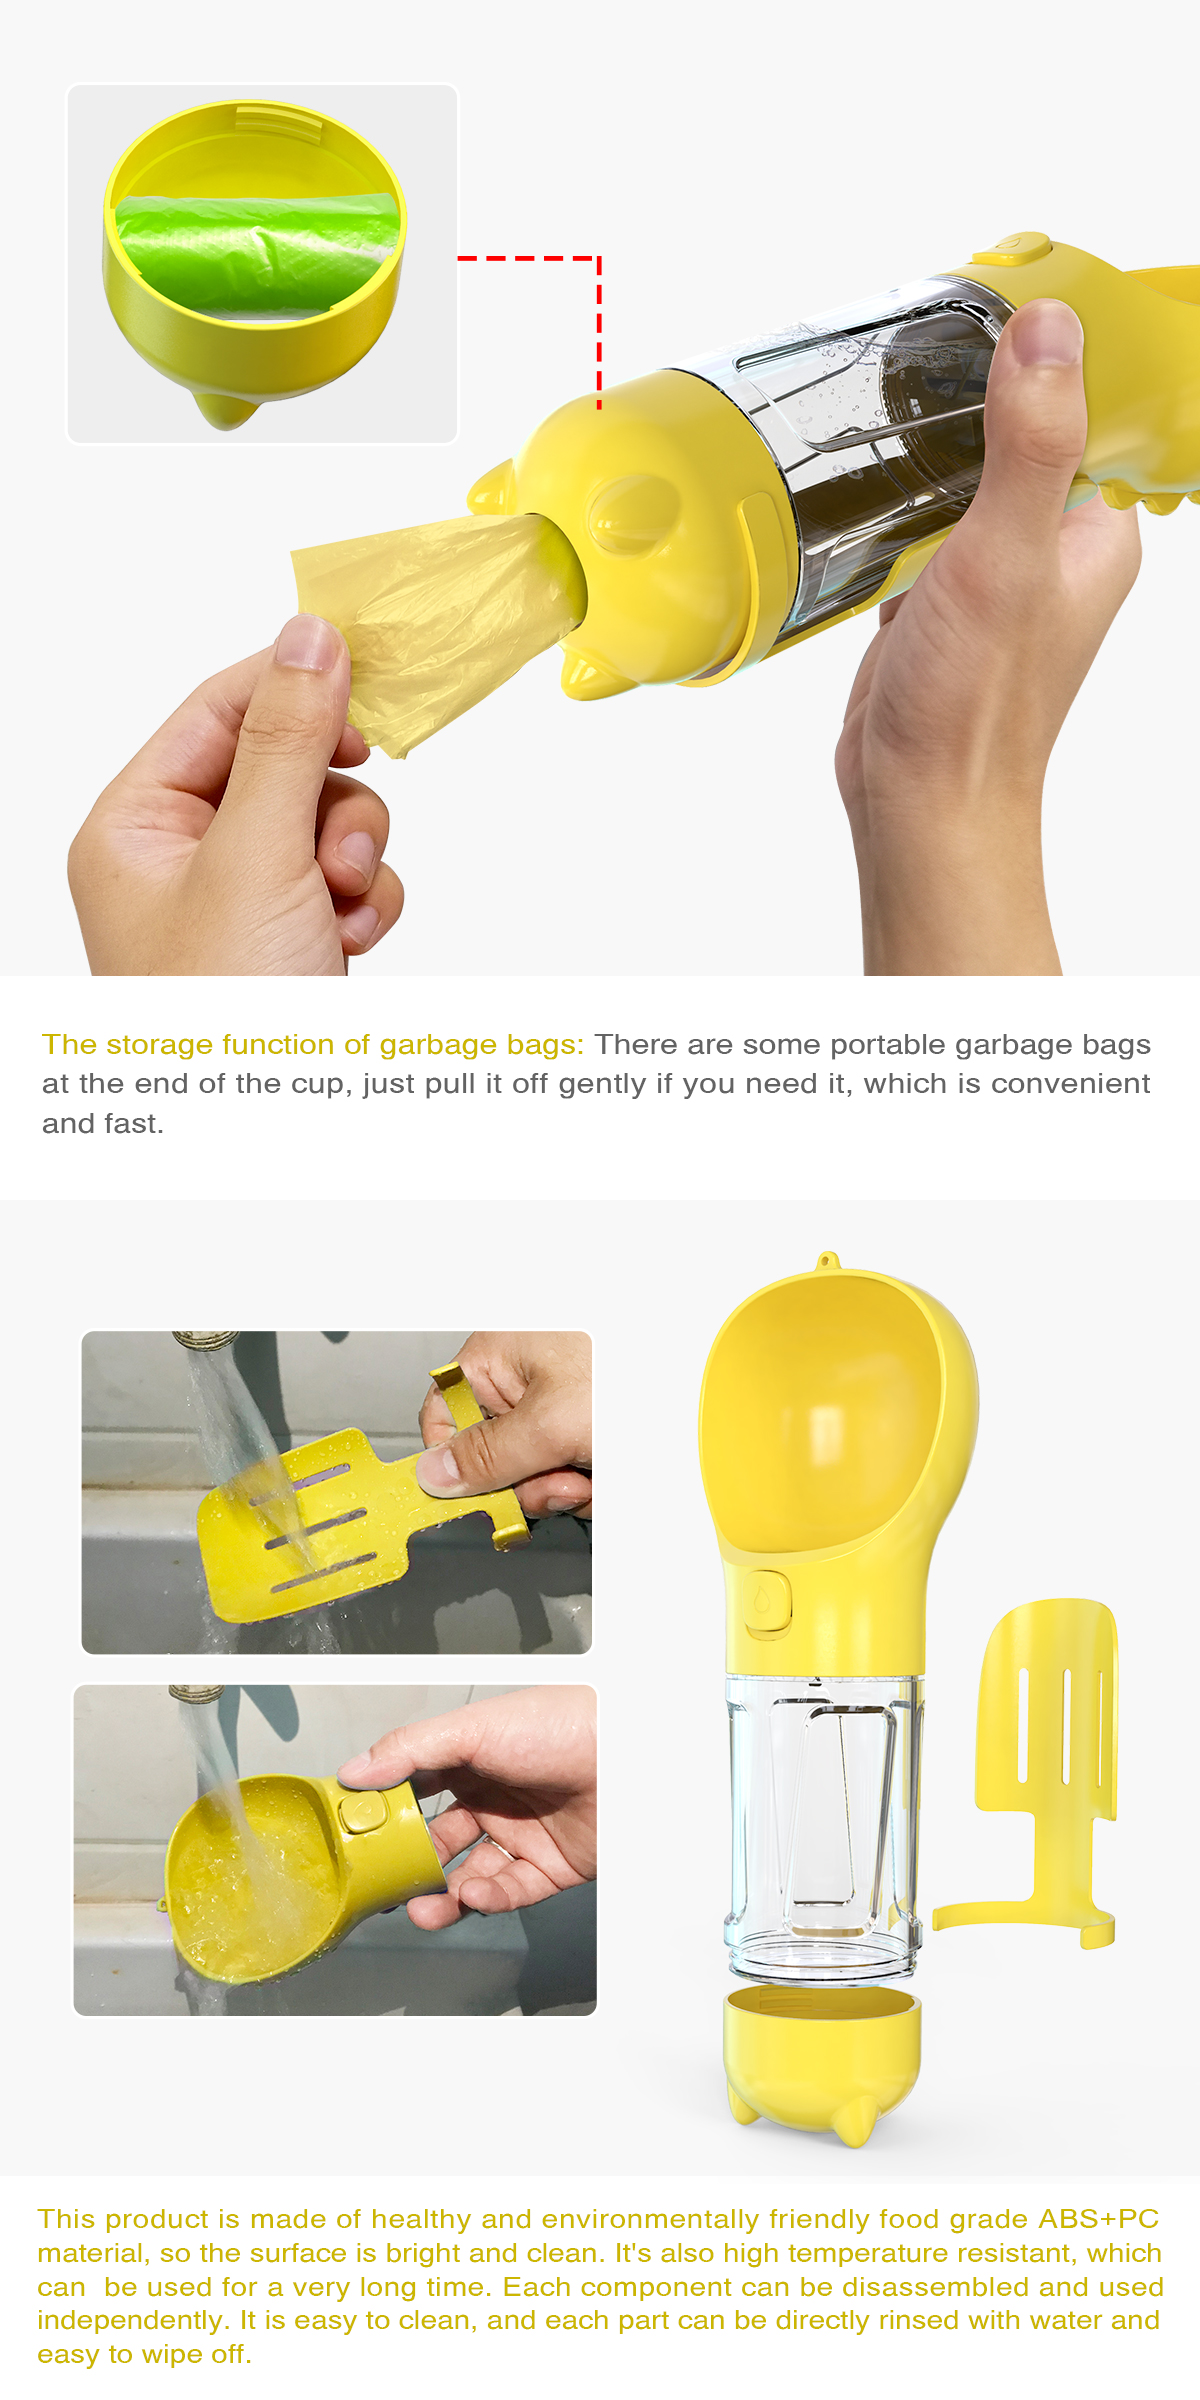 The storage function of garbage bags: There are some portable garbage bags
at the end of the cup, just pull it off gently if you need it, which is convenient
and fast.
This product is made of healthy and environmentally friendly food grade ABS+PC
material, so the surface is bright and clean. It's also high temperature resistant, which
can  be used for a very long time. Each component can be disassembled and used
independently. It is easy to clean, and each part can be directly rinsed with water and
easy to wipe off.